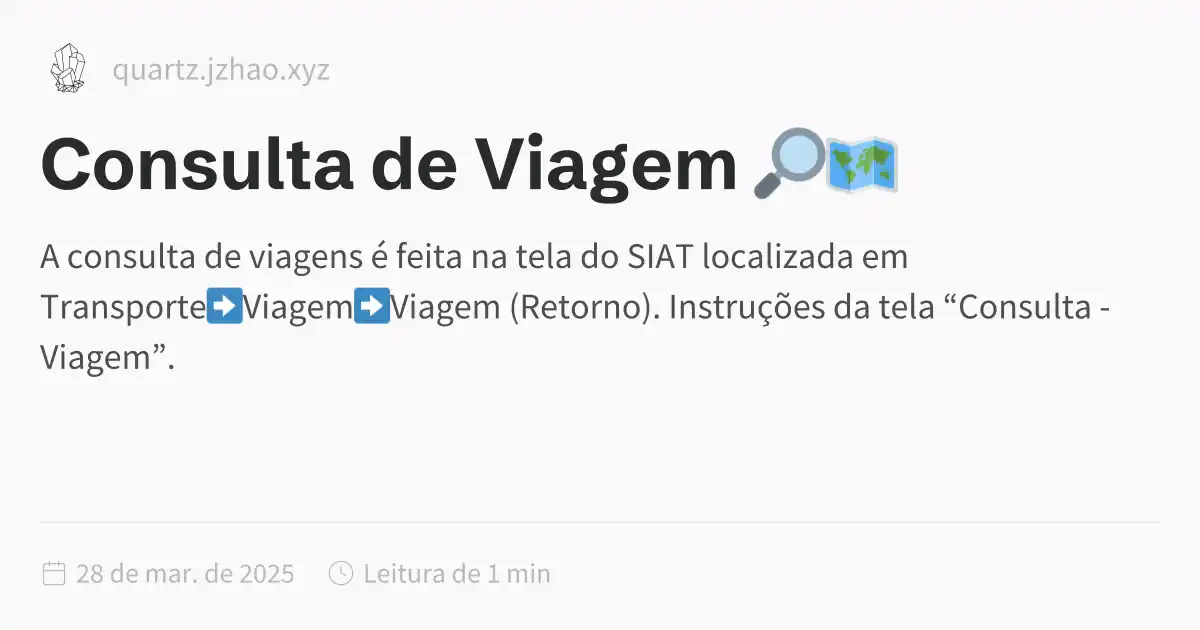 quartz.jzhao.xyz
Consulta de Viagem 🔎🗺️
A consulta de viagens é feita na tela do SIAT localizada em
Transporte➡️Viagem➡️Viagem (Retorno). Instruções da tela “Consulta -
Viagem”.
28 de mar. de 2025 Leitura de 1 min